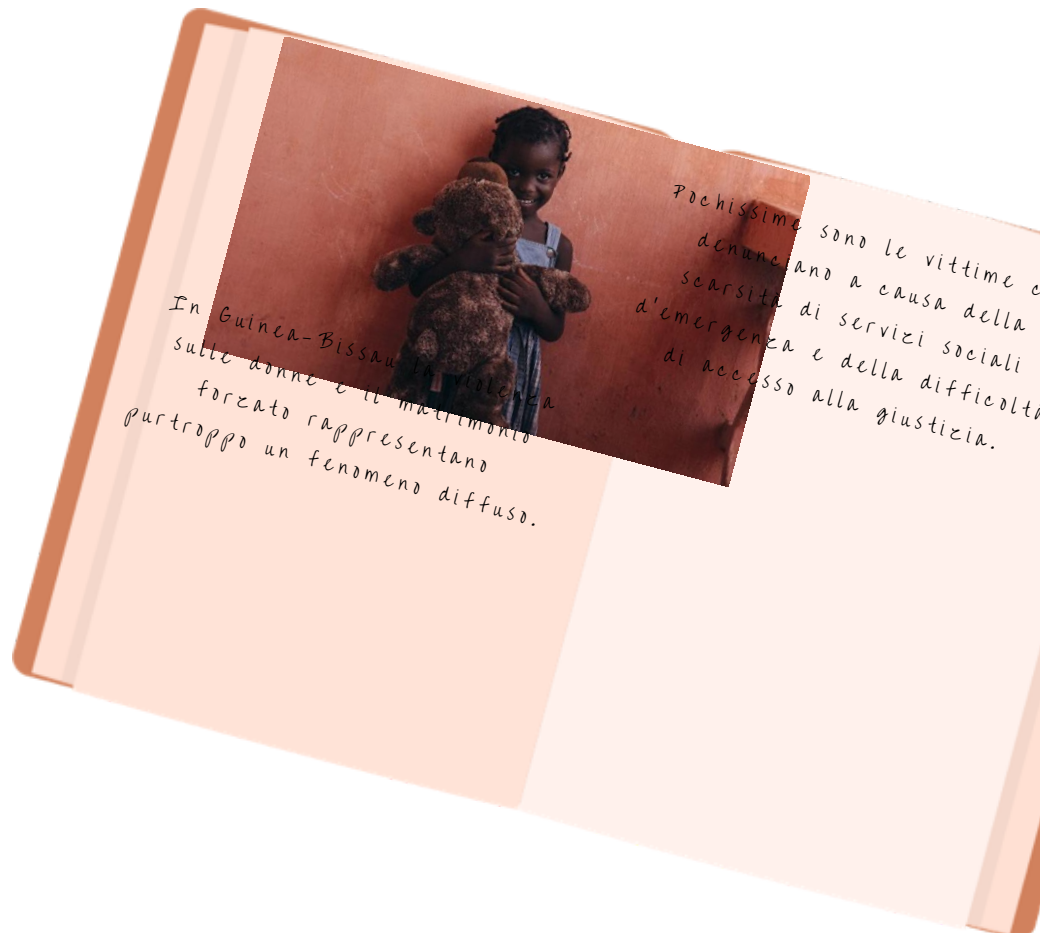 In Guinea-Bissau la violenza
sulle donne e il matrimonio
forzato rappresentano
purtroppo un fenomeno diffuso.
Pochissime sono le vittime
denunciano a causa della
scarsità di servizi sociali
d'emergenza e della difficoltà
di accesso alla giustizia.